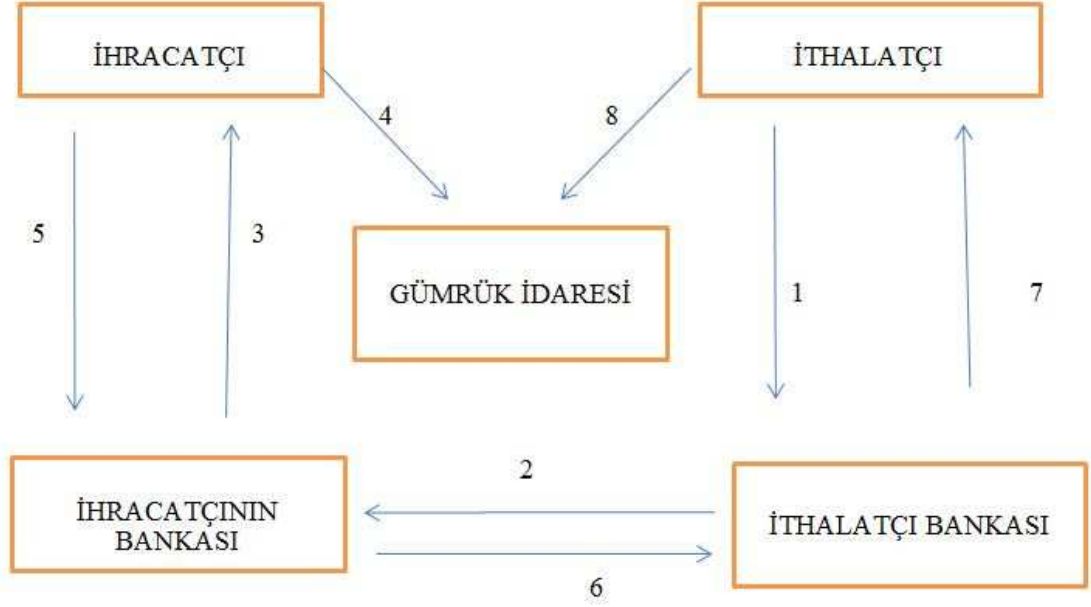 İHRACATÇI
İTHALATÇI
4
8
5
3
GÜMRÜK İDARESİ
1
7
2
İHRACATÇININ
BANKASI
İTHALATÇI BANKASI
6